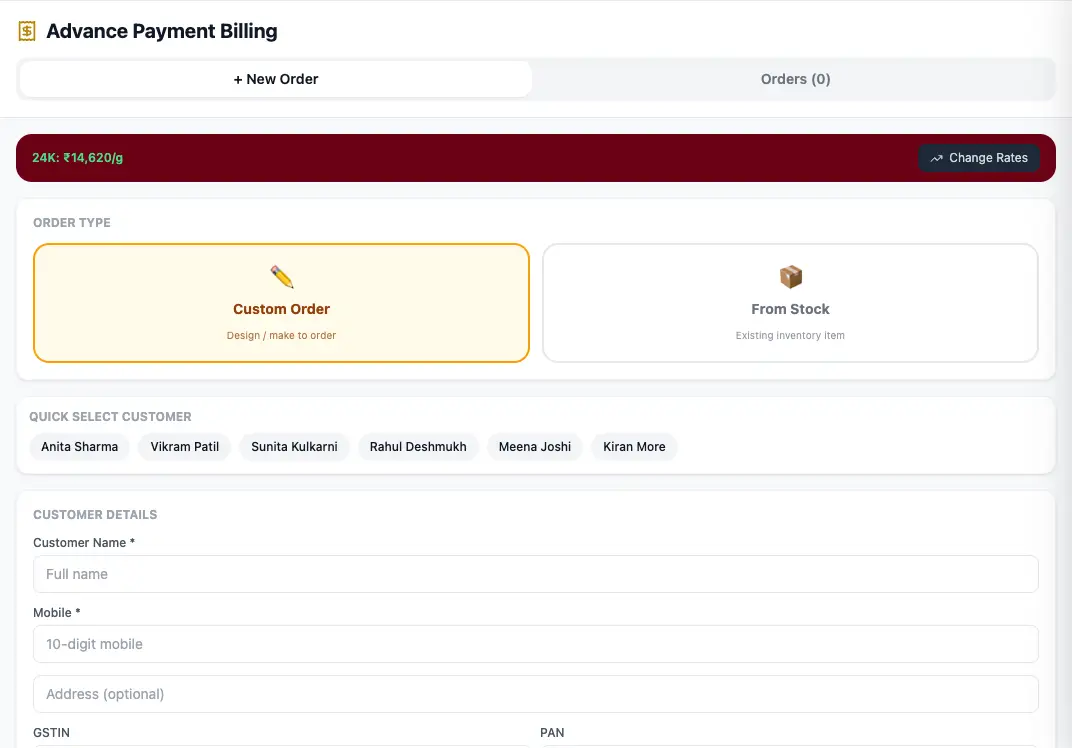 Advance Payment Billing
+ New Order
Orders (0)
24K: ₹14,620/g
Change Rates
ORDER TYPE
Custom Order
Design / make to order
From Stock
Existing inventory item
QUICK SELECT CUSTOMER
Anita Sharma
Vikram Patil
Sunita Kulkarni
Rahul Deshmukh
Meena Joshi
Kiran More
CUSTOMER DETAILS
Customer Name *
Full name
Mobile *
10-digit mobile
Address (optional)
GSTIN
PAN